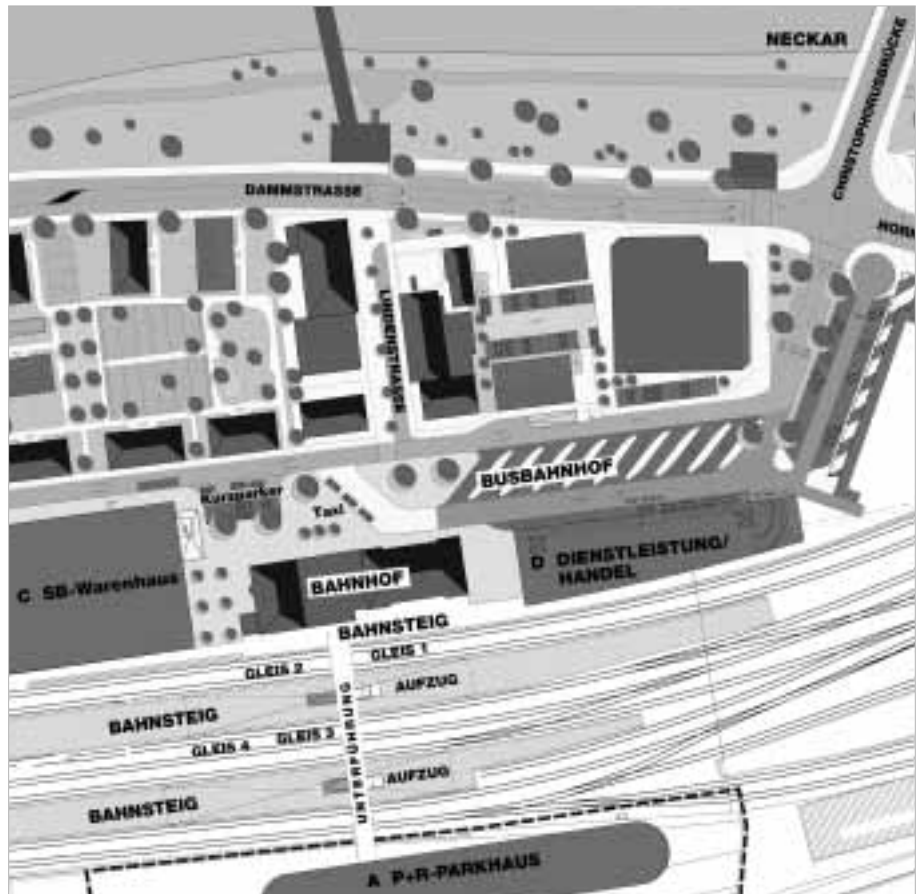 NECKAR
CHRISTOPHORUSBRÜCKE
DAMMSTRASSE
LINDENSTRASSE
BUSBAHNHOF
Kurzparker
Taxi
D DIENSTLEISTUNG/
HANDEL
C SB-Warenhaus
BAHNHOF
BAHNSTEIG
GLEIS 1
GLEIS 2
AUFZUG
BAHNSTEIG
GLEIS 3
GLEIS 4
UNTERFÜHRUNG
AUFZUG
BAHNSTEIG
A P+R-PARKHAUS